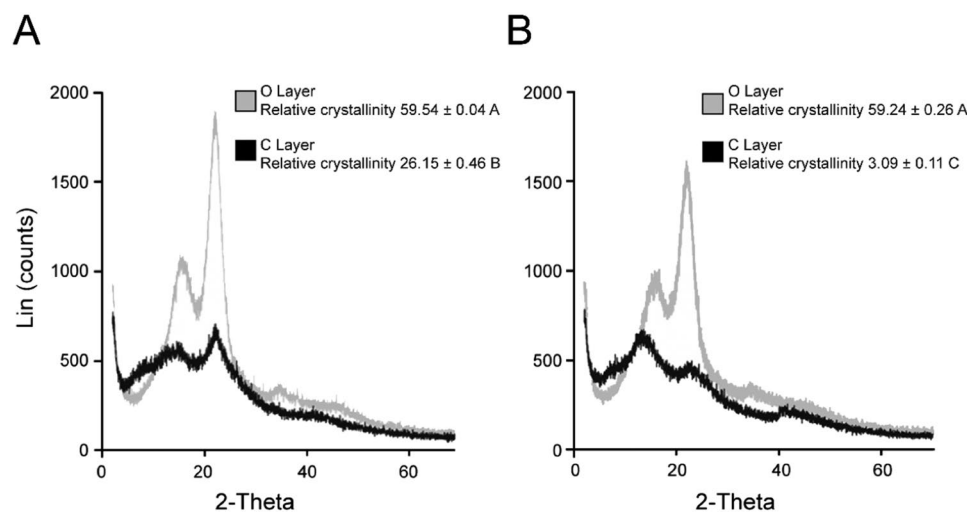 A
2000
1500
1000
500
0
Lin (counts)
O Layer
Relative crystallinity 59.54 ± 0.04 A
C Layer
Relative crystallinity 26.15 ± 0.46 B
0 20 40 60
2-Theta
B
2000
1500
1000
500
0
O Layer
Relative crystallinity 59.24 ± 0.26 A
C Layer
Relative crystallinity 3.09 ± 0.11 C
0 20 40 60
2-Theta